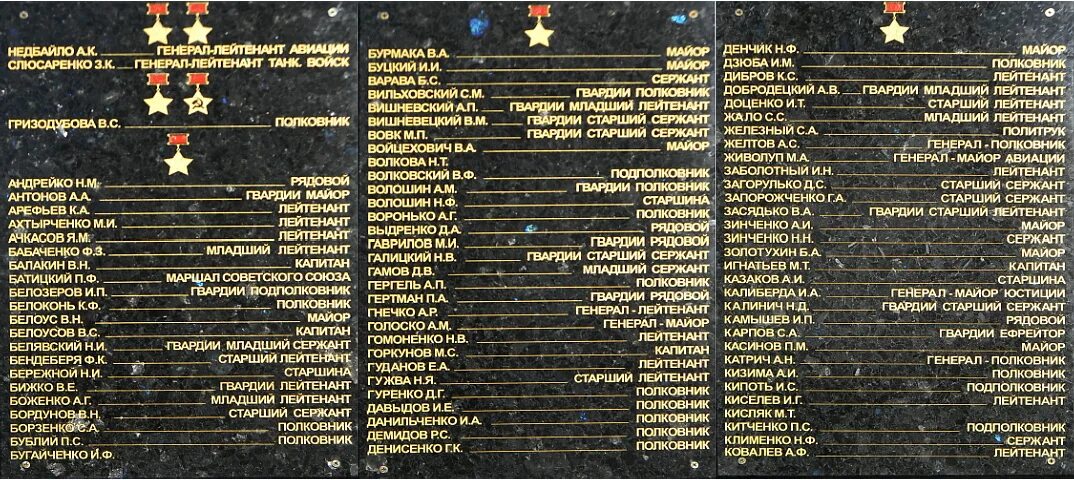 НЕДБАЙЛО А.К. ГЕНЕРАЛ-ЛЕЙТЕНАНТ АВИАЦИИ
СЛЮСАРЕНКО З.К. ГЕНЕРАЛ-ЛЕЙТЕНАНТ ТАНК. ВОЙСК
ГРИЗОДУБОВА В.С. ПОЛКОВНИК
АНДРЕЙКО Н.М. РЯДОВОЙ
АНТОНОВ А.А. ГВАРДИИ МАЙОР
АРЕФЬЕВ К.А. ЛЕЙТЕНАНТ
АХТЫРЧЕНКО М.И. ЛЕЙТЕНАНТ
АЧКАСОВ Я.М. ЛЕЙТЕНАНТ
БАБАЧЕНКО Ф.З. МЛАДШИЙ ЛЕЙТЕНАНТ
БАЛАКИН В.Н. КАПИТАН
БАТИЦКИЙ П.Ф. МАРШАЛ СОВЕТСКОГО СОЮЗА
БЕЛОЗЕРОВ И.П. ГВАРДИИ ПОДПОЛКОВНИК
БЕЛОКОНЬ К.Ф. ПОЛКОВНИК
БЕЛОУС В.Н. МАЙОР
БЕЛОУСОВ В.С. КАПИТАН
БЕЛЯВСКИЙ Н.И. ГВАРДИИ МЛАДШИЙ СЕРЖАНТ
ВЕНДЕБЕРЯ Ф.К. СТАРШИЙ ЛЕЙТЕНАНТ
БЕРЕЖНОЙ Н.И. СТАРШИНА
БИЖКО В.Е. ГВАРДИИ ЛЕЙТЕНАНТ
БОЖЕНКО А.Г. МЛАДШИЙ ЛЕЙТЕНАНТ
БОРДУНОВ В.Н. СТАРШИЙ СЕРЖАНТ
БОРЗЕНКО С.А. ПОЛКОВНИК
БУБЛИЙ П.С. ПОЛКОВНИК
БУГАЙЧЕНКО И.Ф.
БУРМАКА В.А. МАЙОР
БУЦКИЙ И.И. МАЙОР
ВАРАВА Б.С. СЕРЖАНТ
ВИЛЬХОВСКИЙ С.М. ГВАРДИИ ПОЛКОВНИК
ВИШНЕВСКИЙ А.П. ГВАРДИИ МЛАДШИЙ ЛЕЙТЕНАНТ
ВИШНЕВЕЦКИЙ В.М. ГВАРДИИ СТАРШИЙ СЕРЖАНТ
ВОВК М.П. ГВАРДИИ СТАРШИЙ СЕРЖАНТ
ВОЙЦЕХОВИЧ В.А. МАЙОР
ВОЛКОВА Н.Т.
ВОЛКОВСКИЙ В.Ф. ПОДПОЛКОВНИК
ВОЛОШИН А.М. ГВАРДИИ ПОЛКОВНИК
ВОЛОШИН Н.Ф. СТАРШИНА
ВОРОНЬКО А.Г. ПОЛКОВНИК
ВЫДРЕНКО Д.А. РЯДОВОЙ
ГАВРИЛОВ М.И. ГВАРДИИ РЯДОВОЙ
ГАЛИЦКИЙ Н.В. ГВАРДИИ СЕРЖАНТ
ГАМОВ Д.В. МЛАДШИЙ СЕРЖАНТ
ГЕРГЕЛЬ А.П. ПОЛКОВНИК
ГЕРТМАН П.А. ГВАРДИИ РЯДОВОЙ
ГНЕЧКО А.Р. ГЕНЕРАЛ-ЛЕЙТЕНАНТ
ГОЛОСКО А.М. ГЕНЕРАЛ-МАЙОР
ГОМОНЕНКО Н.В. ЛЕЙТЕНАНТ
ГОРКУНОВ М.С. КАПИТАН
ГУДАНОВ Е.А. ЛЕЙТЕНАНТ
ГУЖВА Н.Я. СТАРШИЙ ЛЕЙТЕНАНТ
ГУРЕНКО Д.Г. ПОЛКОВНИК
ДАВЫДОВ И.Е. ПОЛКОВНИК
ДАНИЛЬЧЕНКО И.А. ПОЛКОВНИК
ДЕМИДОВ Р.С. ПОЛКОВНИК
ДЕНИСЕНКО Г.К. ПОЛКОВНИК
ДЕНЧИК Н.Ф. МАЙОР
ДЗЮБА И.М. ПОЛКОВНИК
ДИБРОВ К.С. ЛЕЙТЕНАНТ
ДОБРОДЕЦКИЙ А.В. ГВАРДИИ МЛАДШИЙ ЛЕЙТЕНАНТ
ДОЦЕНКО И.Т. СТАРШИЙ ЛЕЙТЕНАНТ
ЖАЛО С.С. МЛАДШИЙ ЛЕЙТЕНАНТ
ЖЕЛЕЗНЫЙ С.А. ПОЛИТРУК
ЖЕЛТОВ А.С. ГЕНЕРАЛ - ПОЛКОВНИК
ЖИВОЛУП М.А. ГЕНЕРАЛ - МАЙОР АВИАЦИИ
ЗАБОЛОТНЫЙ И.Н. ЛЕЙТЕНАНТ
ЗАГОРУЛЬКО Д.С. СТАРШИЙ СЕРЖАНТ
ЗАПОРОЖЧЕНКО Г.А. СТАРШИЙ СЕРЖАНТ
ЗАСЯДЬКО В.А. ГВАРДИИ СТАРШИЙ ЛЕЙТЕНАНТ
ЗИНЧЕНКО А.И. МАЙОР
ЗИНЧЕНКО Н.Н. СЕРЖАНТ
ЗОЛОТУХИН Б.А. МАЙОР
ИГНАТЬЕВ М.Т. КАПИТАН
КАЗАКОВ А.И. СТАРШИНА
КАЛИБЕРДА И.А. ГЕНЕРАЛ - МАЙОР ЮСТИЦИИ
КАЛИНИЧ Н.Д. ГВАРДИИ СТАРШИЙ СЕРЖАНТ
КАМЫШЕВ И.П. РЯДОВОЙ
КАРПОВ С.А. ГВАРДИИ ЕФРЕЙТОР
КАСИНОВ П.М. МАЙОР
КАТРИЧ А.Н. ГЕНЕРАЛ - ПОЛКОВНИК
КИЗИМА А.И. ПОЛКОВНИК
КИПОТЬ И.С. ПОДПОЛКОВНИК
КИСЕЛЕВ И.Г. ЛЕЙТЕНАНТ
КИСЛЯК М.Т.
КИТЧЕНКО П.С. ПОДПОЛКОВНИК
КЛИМЕНКО Н.Ф. СЕРЖАНТ
КОВАЛЕВ А.Ф. ЛЕЙТЕНАНТ